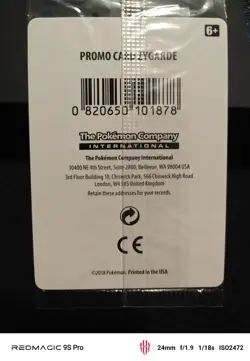 6+
PROMO CARD ZYGARDE
0 820650 101878
The Pokémon Company
INTERNATIONAL
The Pokémon Company International
10400 NE 4th Street, Suite 2800, Bellevue, WA 98004 USA
3rd Floor Building 10, Chiswick Park, 566 Chiswick High Road
London, W4 5XS United Kingdom
Retain these addresses for your records.
CE
©2018 Pokémon. Printed in the USA
REDMAGIC 9S Pro
24mm f/1.9 1/18s ISO2472